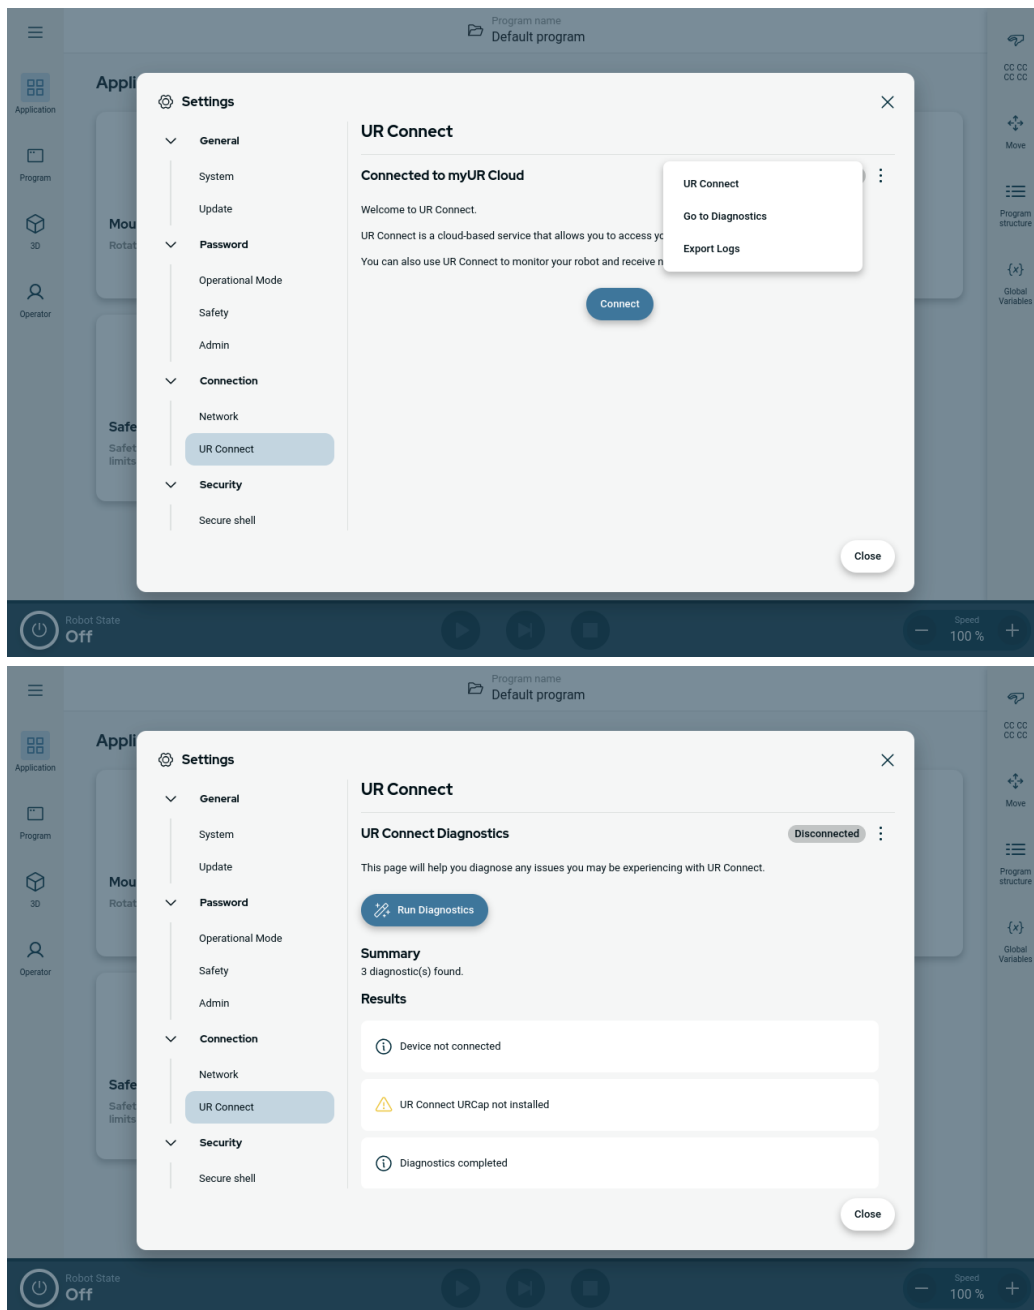 Program name
Default program
Application
Program
3D
Operator
Appli
Mou
Rotat
Safe
Safet
limits
Settings
General
System
Update
Password
Operational Mode
Safety
Admin
Connection
Network
UR Connect
Security
Secure shell
UR Connect
Connected to myUR Cloud
Welcome to UR Connect.
UR Connect is a cloud-based service that allows you to access yo
You can also use UR Connect to monitor your robot and receive n
Connect
UR Connect
Go to Diagnostics
Export Logs
Close
CC CC
CC CC
Move
Program
structure
{x}
Global
Variables
Robot State
Off
Speed
100 %
Program name
Default program
Application
Program
3D
Operator
Appli
Mou
Rotat
Safe
Safet
limits
Settings
General
System
Update
Password
Operational Mode
Safety
Admin
Connection
Network
UR Connect
Security
Secure shell
UR Connect
UR Connect Diagnostics
Disconnected
This page will help you diagnose any issues you may be experiencing with UR Connect.
Run Diagnostics
Summary
3 diagnostic(s) found.
Results
Device not connected
UR Connect URCap not installed
Diagnostics completed
Close
CC CC
CC CC
Move
Program
structure
{x}
Global
Variables
Robot State
Off
Speed
100 %